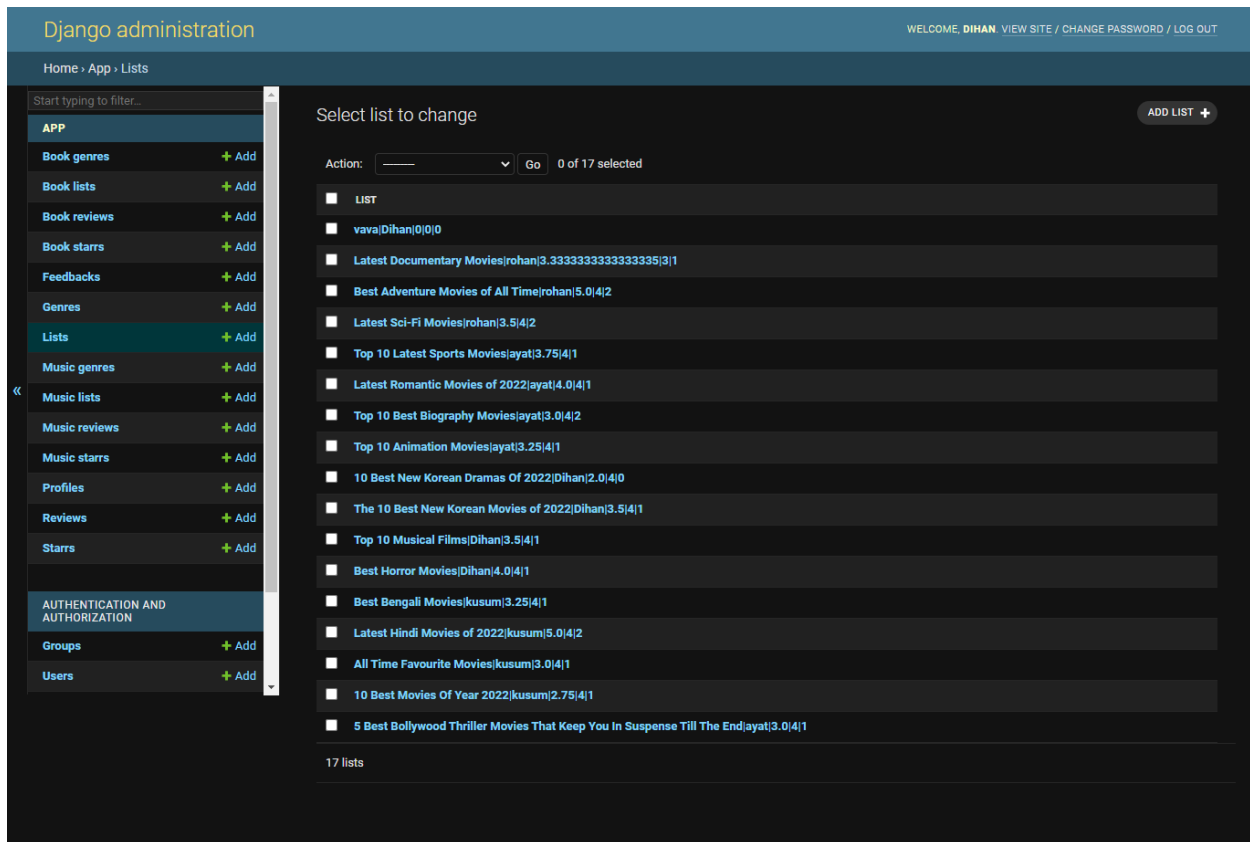 Django administration
WELCOME, DIHAN. VIEW SITE / CHANGE PASSWORD / LOG OUT
Home › App › Lists
Start typing to filter...
APP
Book genres + Add
Book lists + Add
Book reviews + Add
Book starrs + Add
Feedbacks + Add
Genres + Add
Lists + Add
Music genres + Add
Music lists + Add
Music reviews + Add
Music starrs + Add
Profiles + Add
Reviews + Add
Starrs + Add
AUTHENTICATION AND
AUTHORIZATION
Groups + Add
Users + Add
«
Select list to change
ADD LIST +
Action: --------- Go 0 of 17 selected
LIST
vava|Dihan|0|0|0
Latest Documentary Movies|rohan|3.3333333333333335|3|1
Best Adventure Movies of All Time|rohan|5.0|4|2
Latest Sci-Fi Movies|rohan|3.5|4|2
Top 10 Latest Sports Movies|ayat|3.75|4|1
Latest Romantic Movies of 2022|ayat|4.0|4|1
Top 10 Best Biography Movies|ayat|3.0|4|2
Top 10 Animation Movies|ayat|3.25|4|1
10 Best New Korean Dramas Of 2022|Dihan|2.0|4|0
The 10 Best New Korean Movies of 2022|Dihan|3.5|4|1
Top 10 Musical Films|Dihan|3.5|4|1
Best Horror Movies|Dihan|4.0|4|1
Best Bengali Movies|kusum|3.25|4|1
Latest Hindi Movies of 2022|kusum|5.0|4|2
All Time Favourite Movies|kusum|3.0|4|1
10 Best Movies Of Year 2022|kusum|2.75|4|1
5 Best Bollywood Thriller Movies That Keep You In Suspense Till The End|ayat|3.0|4|1
17 lists